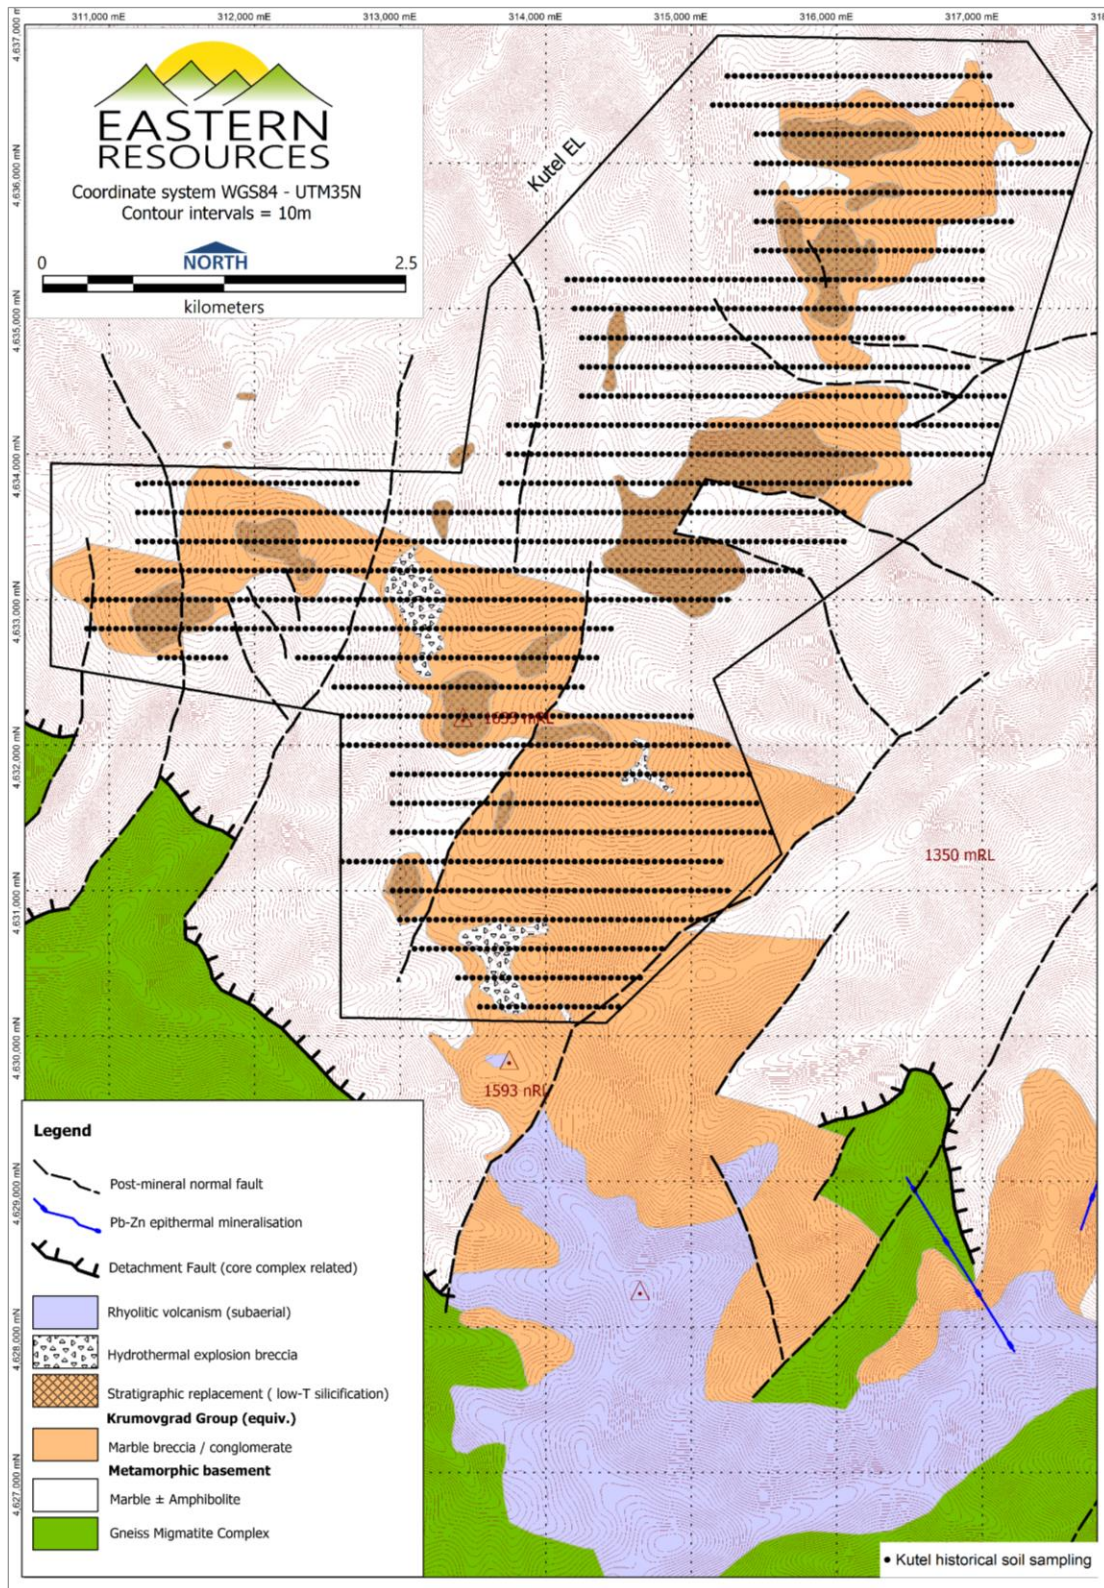 311,000 mE 312,000 mE 313,000 mE 314,000 mE 315,000 mE 316,000 mE 317,000 mE 318
4.637,000 m
EASTERN
RESOURCES
Coordinate system WGS84 - UTM35N
Contour intervals = 10m
NORTH
0 2.5
kilometers
Kutel EL
4.636,000 mN
4.635,000 mN
4.634,000 mN
4.633,000 mN
1653 mRL
4.632,000 mN
1350 mRL
4.631,000 mN
4.630,000 mN
1593 nRL
4.629,000 mN
4.628,000 mN
4.627,000 mN
Legend
Post-mineral normal fault
Pb-Zn epithermal mineralisation
Detachment Fault (core complex related)
Rhyolitic volcanism (subaerial)
Hydrothermal explosion breccia
Stratigraphic replacement ( low-T silicification)
Krumovgrad Group (equiv.)
Marble breccia / conglomerate
Metamorphic basement
Marble ± Amphibolite
Gneiss Migmatite Complex
• Kutel historical soil sampling